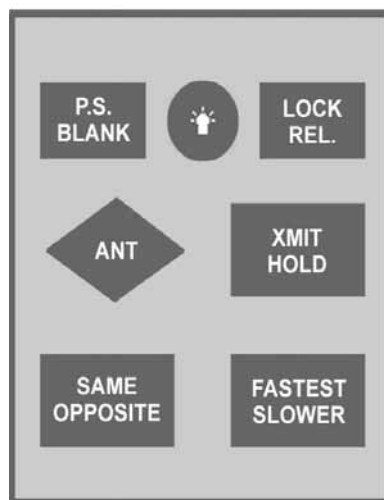 P.S.
BLANK
LOCK
REL.
ANT
XMIT
HOLD
SAME
OPPOSITE
FASTEST
SLOWER